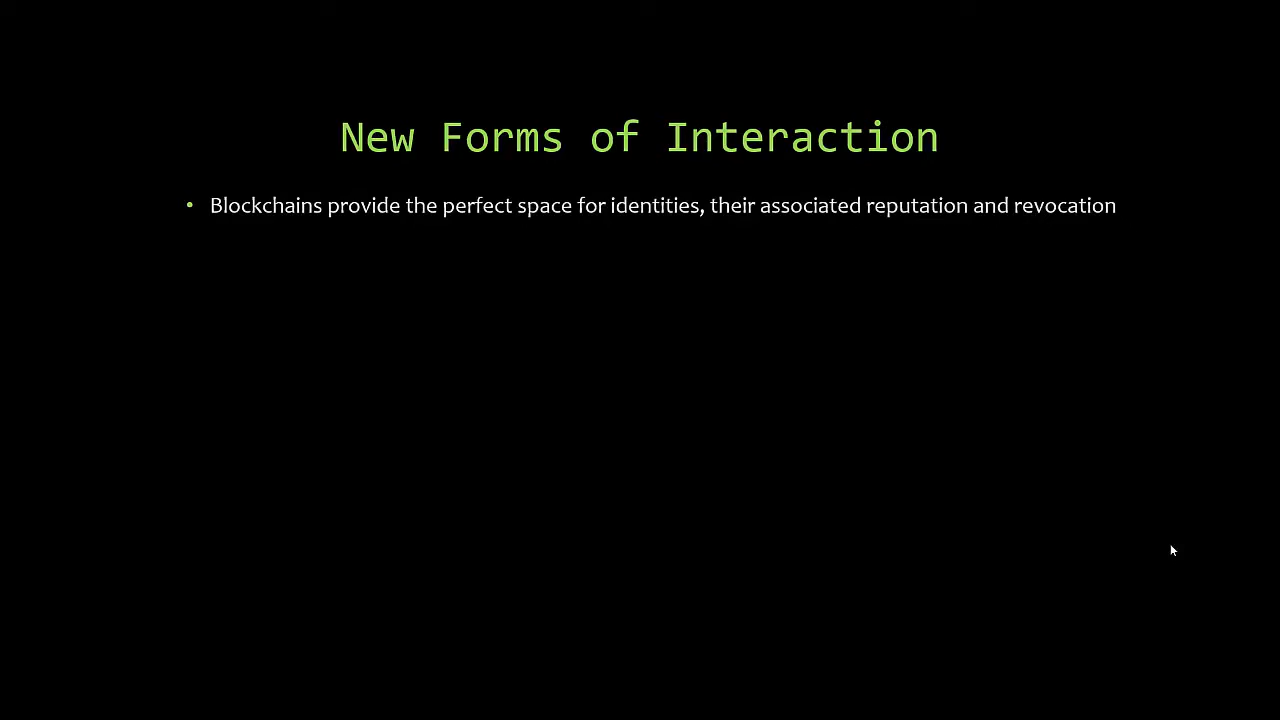 New Forms of Interaction
• Blockchains provide the perfect space for identities, their associated reputation and revocation